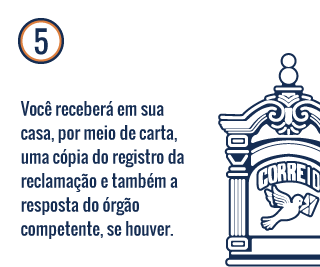 5
Você receberá em sua
casa, por meio de carta,
uma cópia do registro da
reclamação e também a
resposta do órgão
competente, se houver.
CORREIO